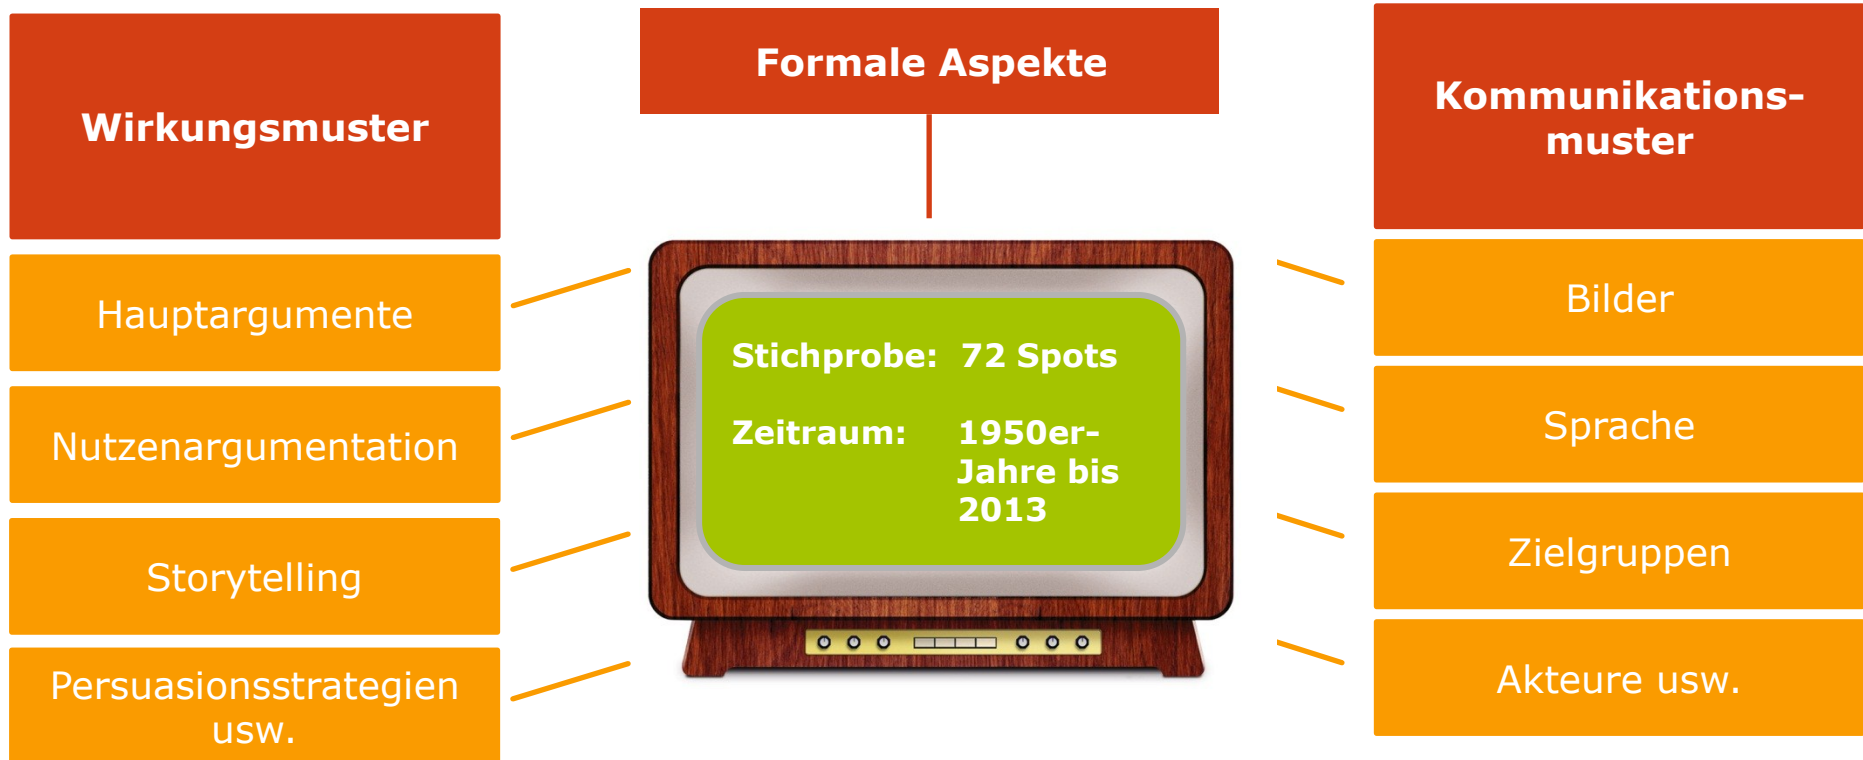 Wirkungsmuster
Hauptargumente
Nutzenargumentation
Storytelling
Persuasionsstrategien
usw.
Formale Aspekte
Stichprobe: 72 Spots
Zeitraum: 1950er-
Jahre bis
2013
Kommunikations-
muster
Bilder
Sprache
Zielgruppen
Akteure usw.